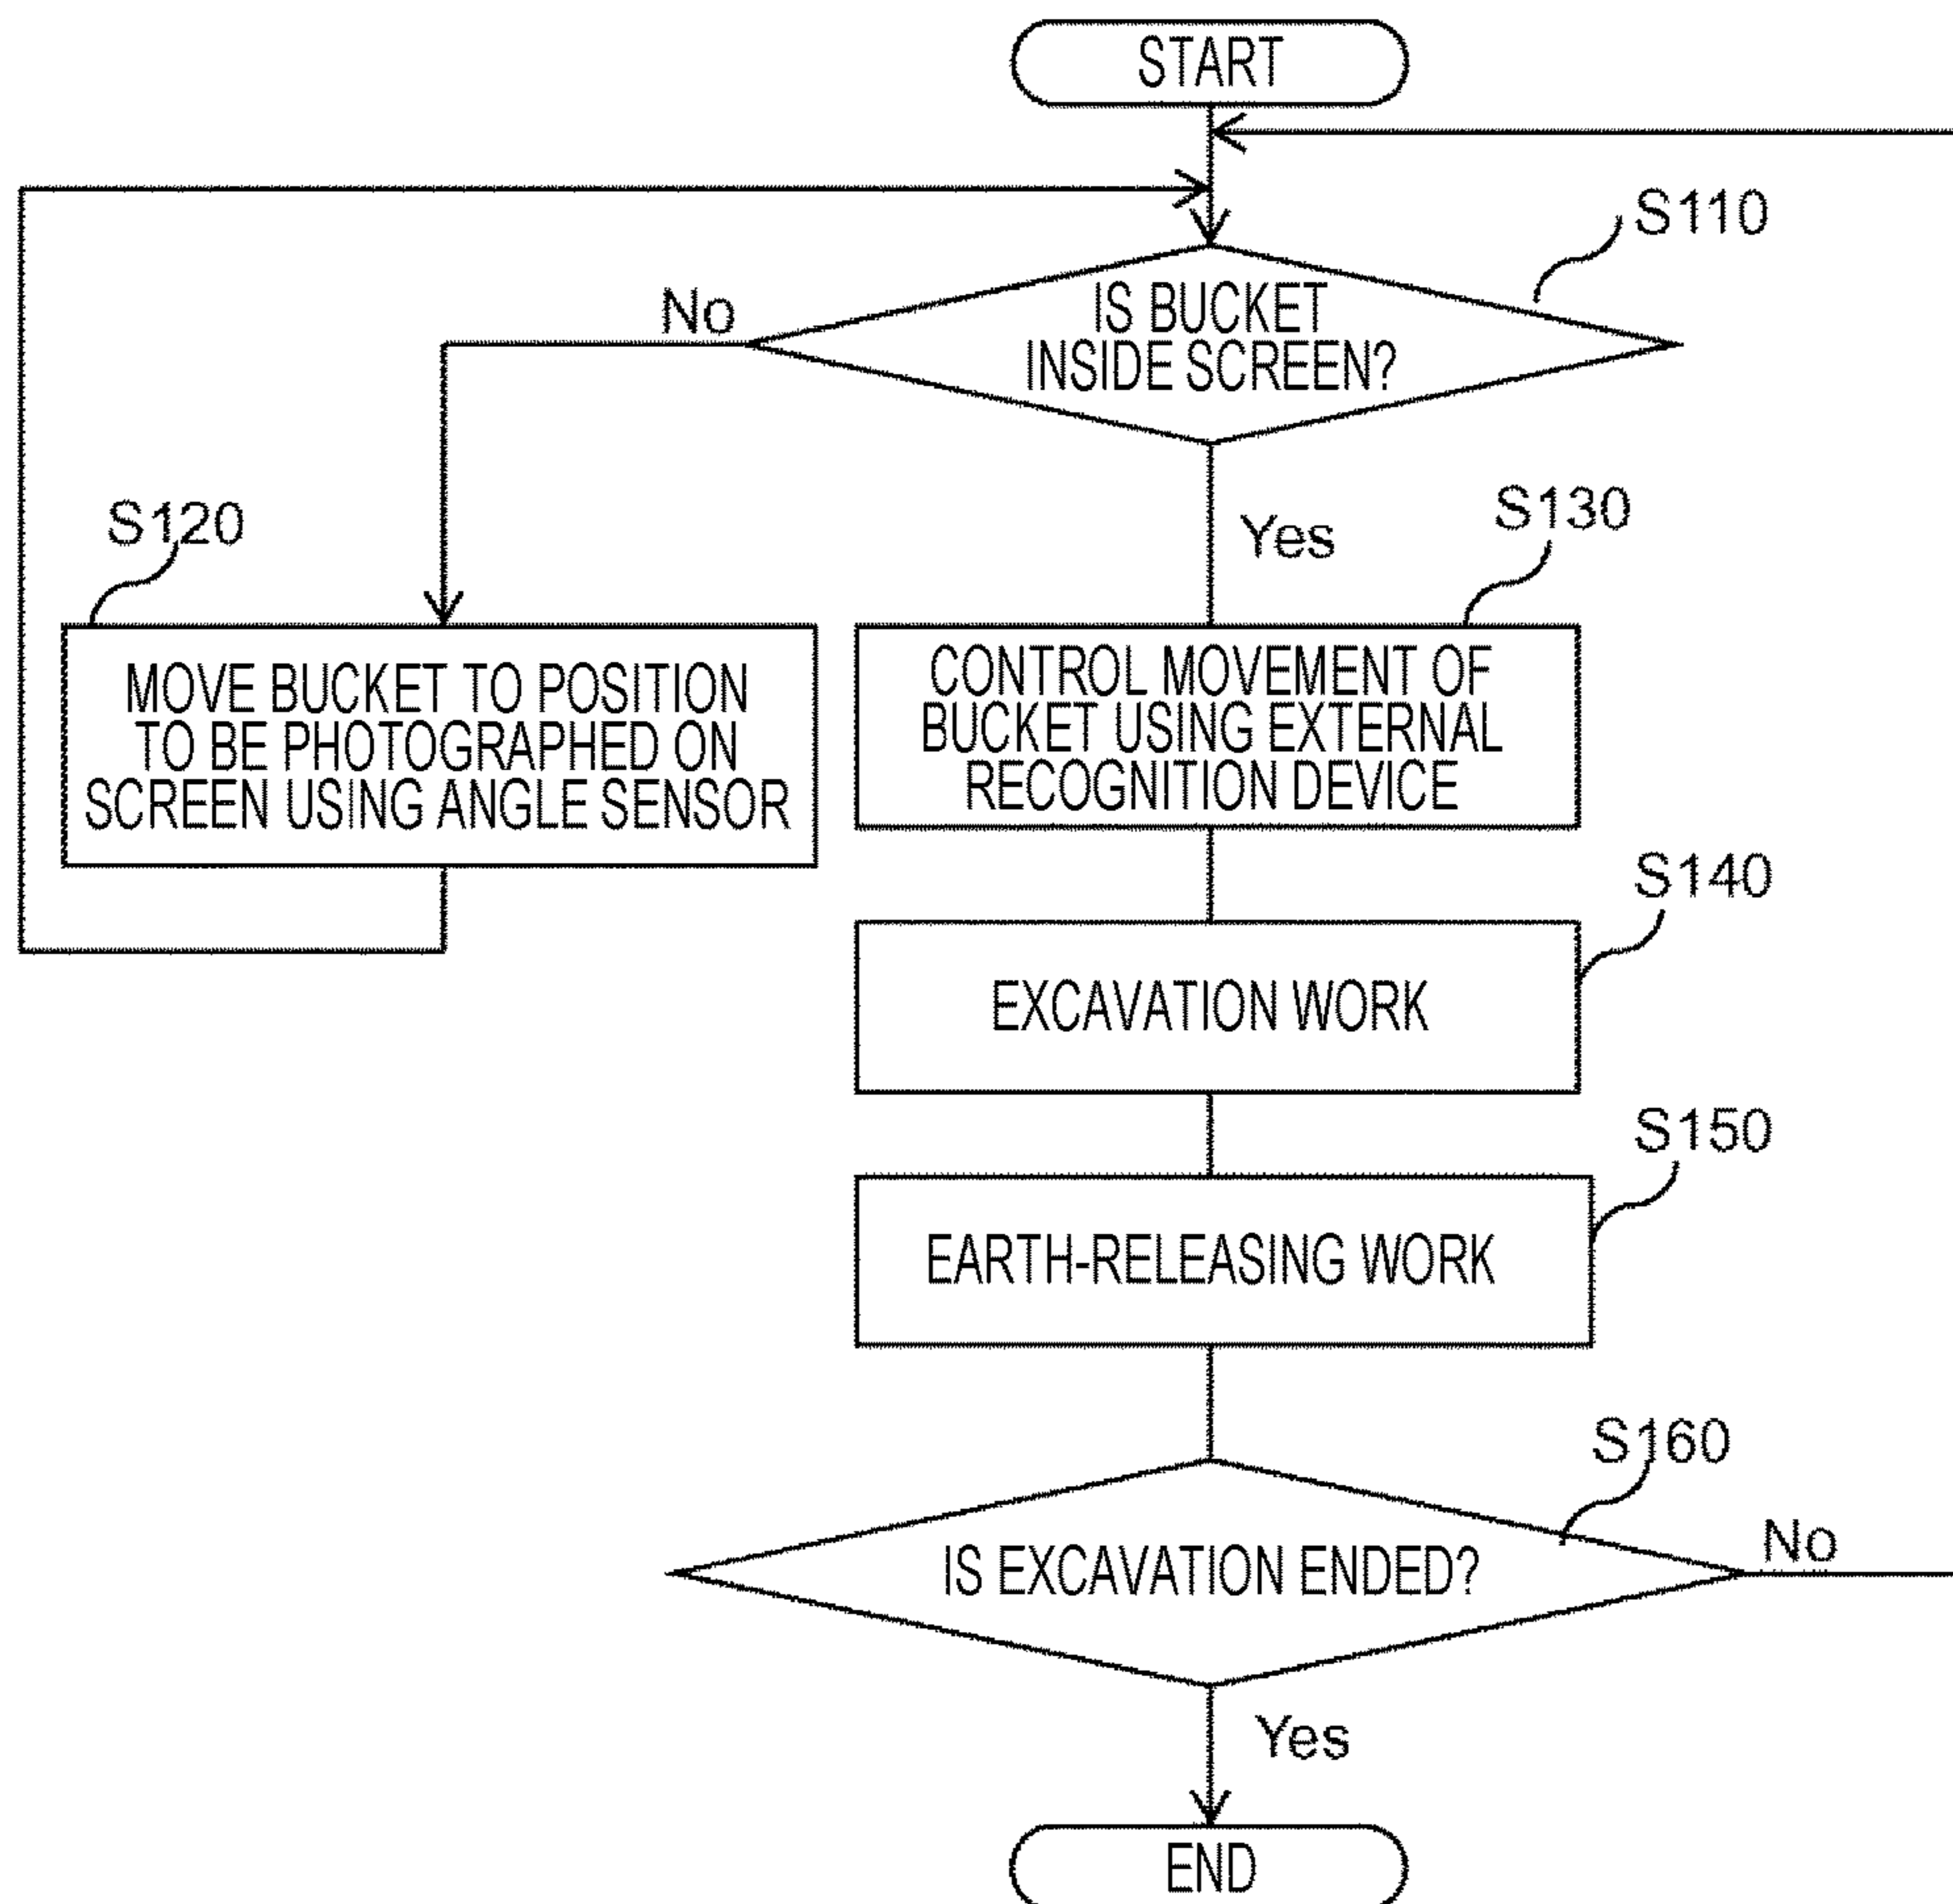 START
S110
IS BUCKET
INSIDE SCREEN?
No
Yes
S120
MOVE BUCKET TO POSITION
TO BE PHOTOGRAPHED ON
SCREEN USING ANGLE SENSOR
S130
CONTROL MOVEMENT OF
BUCKET USING EXTERNAL
RECOGNITION DEVICE
S140
EXCAVATION WORK
S150
EARTH-RELEASING WORK
S160
IS EXCAVATION ENDED?
No
Yes
END